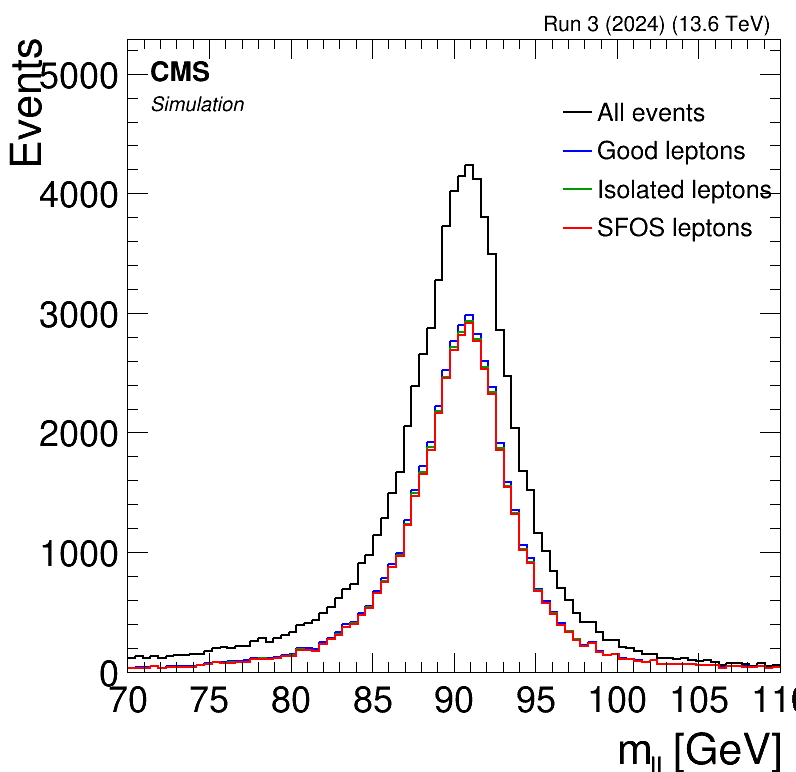 Run 3 (2024) (13.6 TeV)
CMS
Simulation
Events
5000
4000
3000
2000
1000
0
All events
Good leptons
Isolated leptons
SFOS leptons
70 75 80 85 90 95 100 105 110
m_ll [GeV]